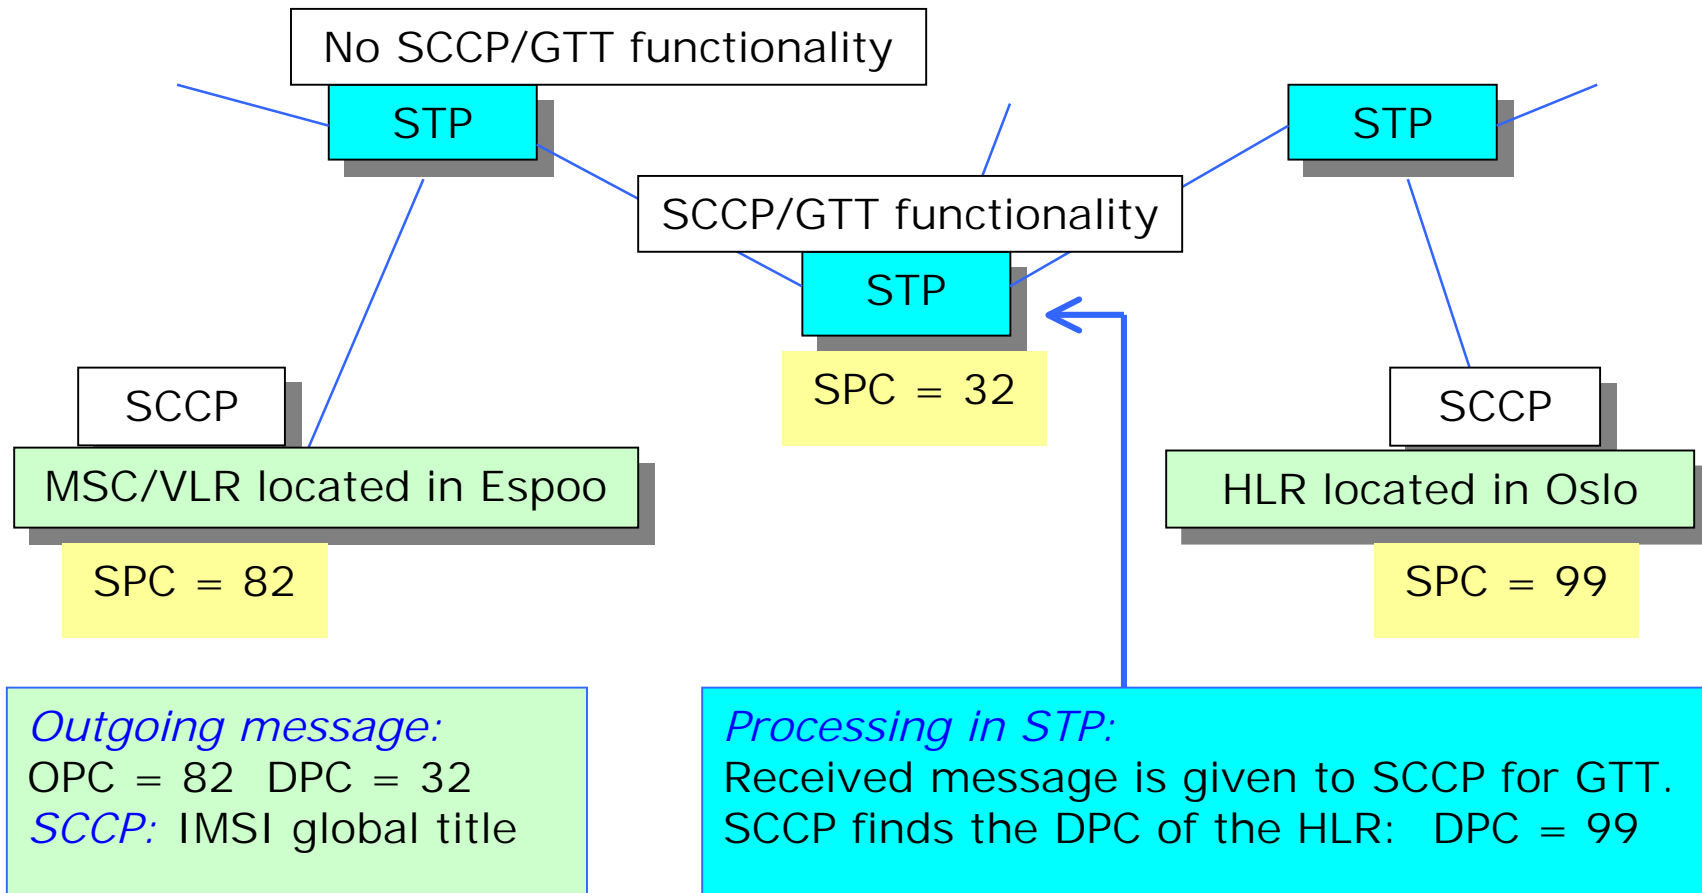 No SCCP/GTT functionality
STP
STP
SCCP/GTT functionality
STP
SPC = 32
SCCP
SCCP
MSC/VLR located in Espoo
HLR located in Oslo
SPC = 82
SPC = 99
Outgoing message:
OPC = 82 DPC = 32
SCCP: IMSI global title
Processing in STP:
Received message is given to SCCP for GTT.
SCCP finds the DPC of the HLR: DPC = 99